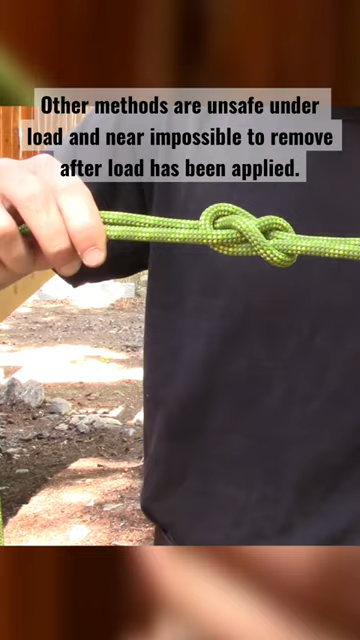 Other methods are unsafe under
load and near impossible to remove
after load has been applied.